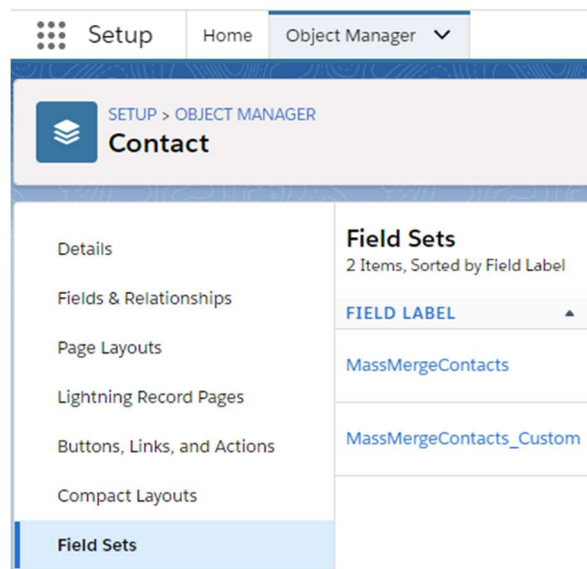 Setup Home Object Manager
SETUP > OBJECT MANAGER
Contact
Details
Fields & Relationships
Page Layouts
Lightning Record Pages
Buttons, Links, and Actions
Compact Layouts
Field Sets
Field Sets
2 Items, Sorted by Field Label
FIELD LABEL
MassMergeContacts
MassMergeContacts_Custom